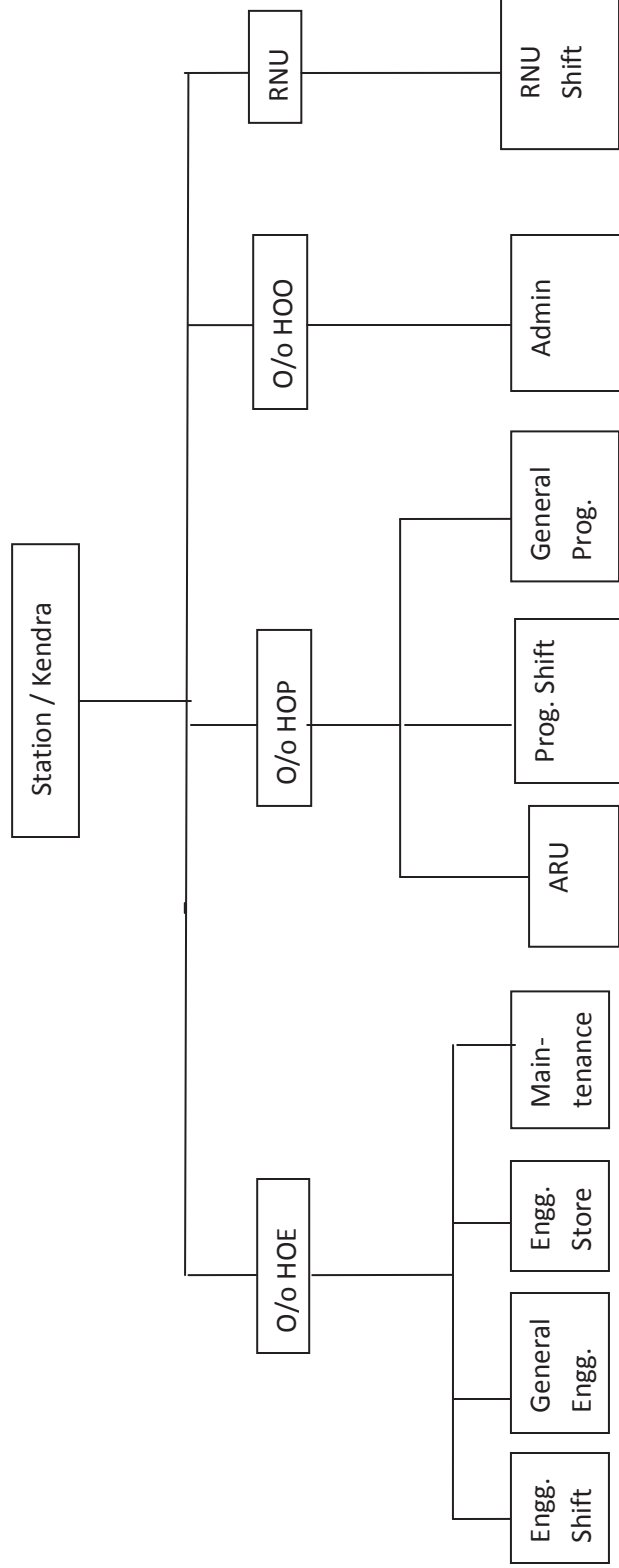 Station / Kendra
O/o HOE
O/o HOP
O/o HOO
RNU
Engg.
Shift
General
Engg.
Engg.
Store
Main-
tenance
ARU
Prog. Shift
General
Prog.
Admin
RNU
Shift